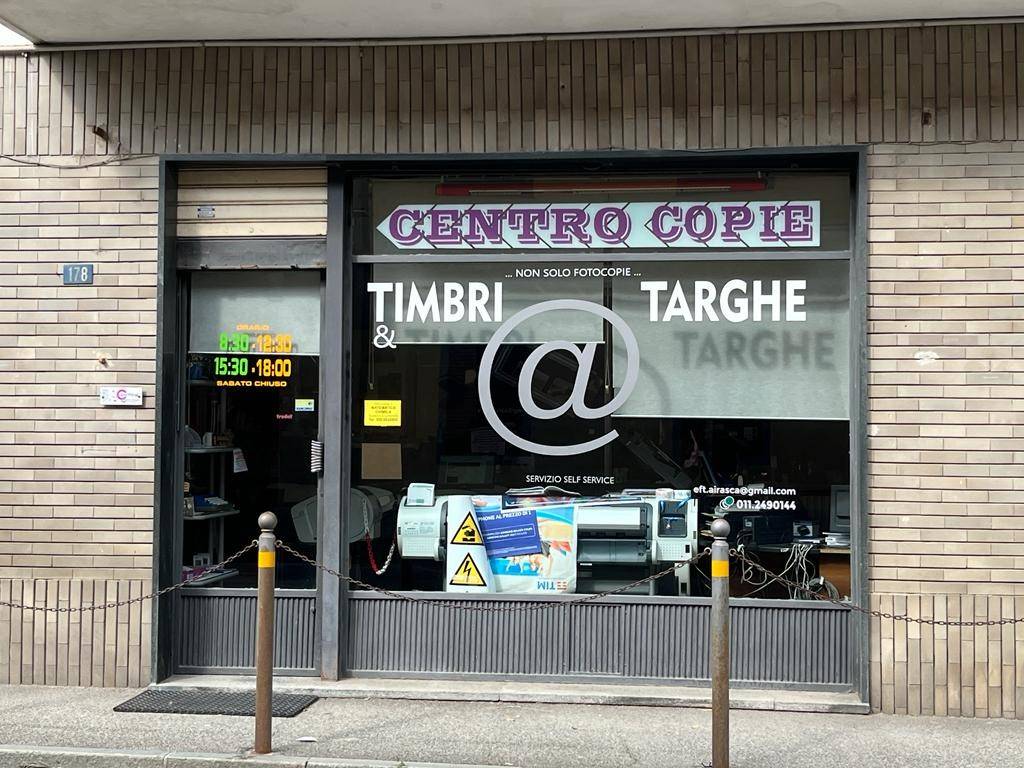 CENTRO COPIE
... NON SOLO FOTOCOPIE ...
TIMBRI
&
TARGHE
@
178
ORARIO
8:30 - 12:30
15:30 - 18:00
SABATO CHIUSO
trodat
SERVIZIO SELF SERVICE
eft.airasca@gmail.com
011.2490144
TIM